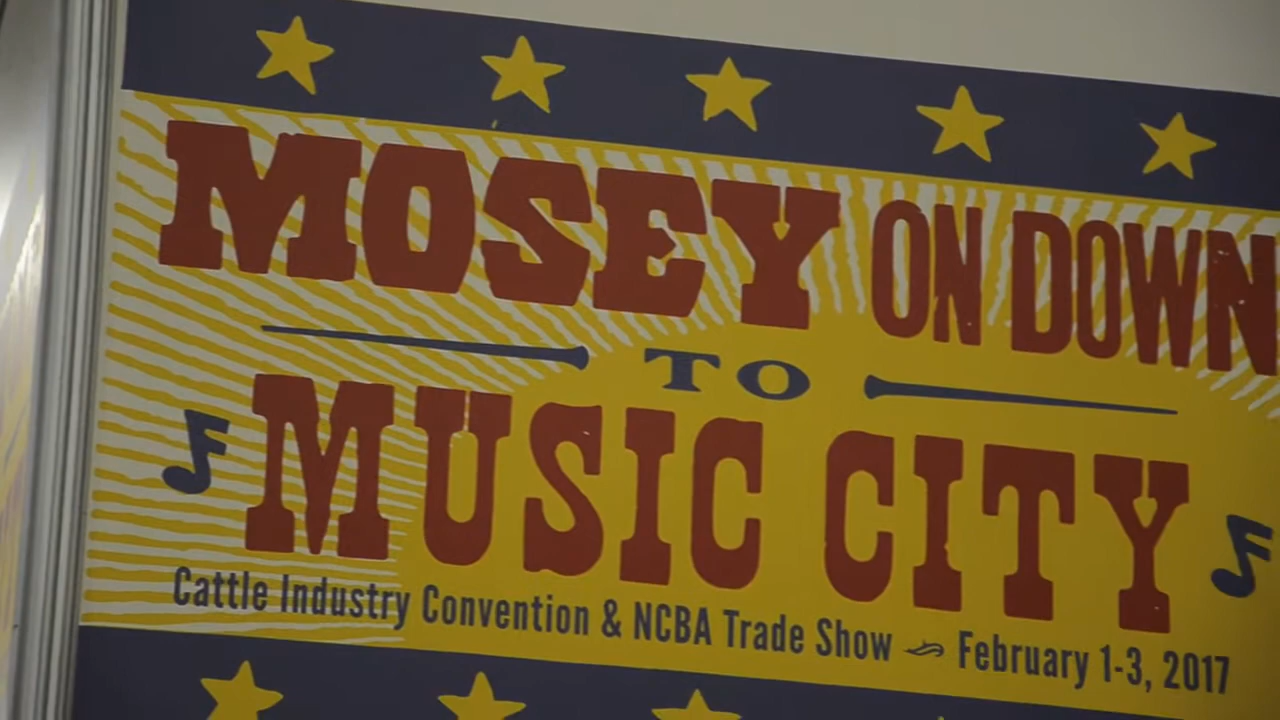 MOSEY ON DOWN
TO
MUSIC CITY
Cattle Industry Convention & NCBA Trade Show February 1-3, 2017